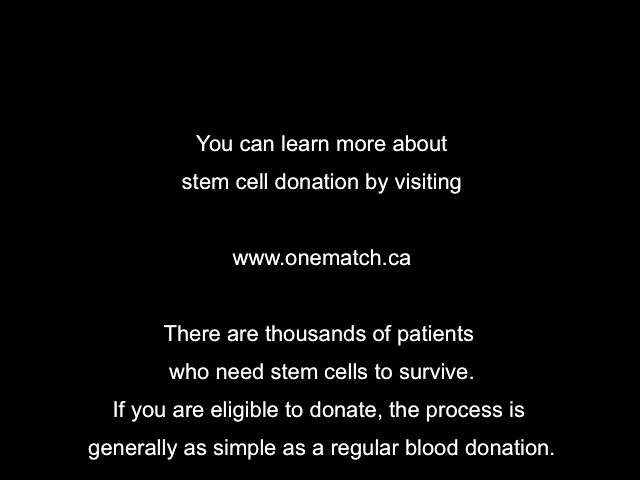 You can learn more about
stem cell donation by visiting
www.onematch.ca
There are thousands of patients
who need stem cells to survive.
If you are eligible to donate, the process is
generally as simple as a regular blood donation.